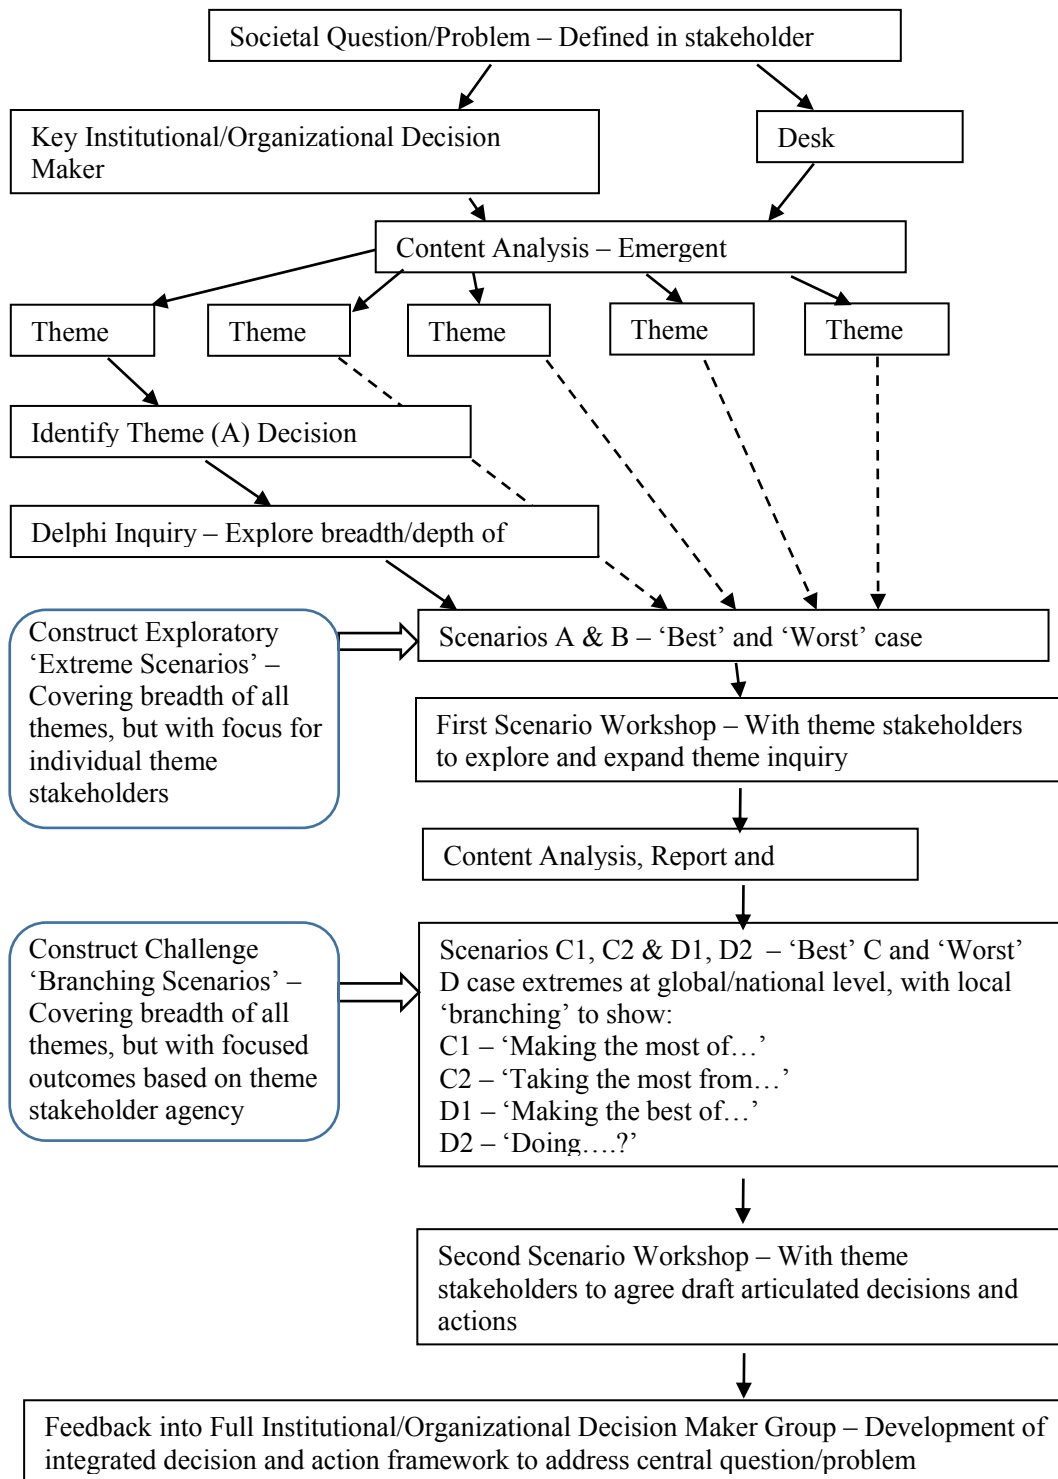 Societal Question/Problem – Defined in stakeholder
Key Institutional/Organizational Decision
Maker
Desk
Content Analysis – Emergent
Theme
Theme
Theme
Theme
Theme
Identify Theme (A) Decision
Delphi Inquiry – Explore breadth/depth of
Construct Exploratory
‘Extreme Scenarios’ –
Covering breadth of all
themes, but with focus for
individual theme
stakeholders
Scenarios A & B – ‘Best’ and ‘Worst’ case
First Scenario Workshop – With theme stakeholders
to explore and expand theme inquiry
Content Analysis, Report and
Construct Challenge
‘Branching Scenarios’ –
Covering breadth of all
themes, but with focused
outcomes based on theme
stakeholder agency
Scenarios C1, C2 & D1, D2 – ‘Best’ C and ‘Worst’
D case extremes at global/national level, with local
‘branching’ to show:
C1 – ‘Making the most of…’
C2 – ‘Taking the most from…’
D1 – ‘Making the best of…’
D2 – ‘Doing….?’
Second Scenario Workshop – With theme
stakeholders to agree draft articulated decisions and
actions
Feedback into Full Institutional/Organizational Decision Maker Group – Development of
integrated decision and action framework to address central question/problem